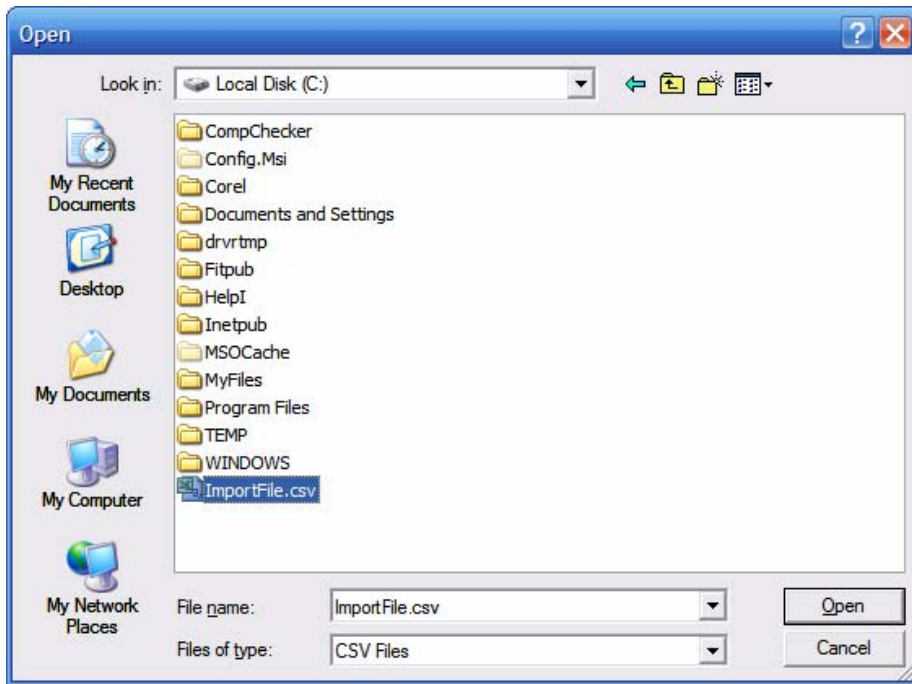 Open
Look in:
Local Disk (C:)
My Recent
Documents
Desktop
My Documents
My Computer
My Network
Places
CompChecker
Config.Msi
Corel
Documents and Settings
drvrtmp
Fitpub
HelpI
Inetpub
MSOCache
MyFiles
Program Files
TEMP
WINDOWS
ImportFile.csv
File name:
ImportFile.csv
Open
Files of type:
CSV Files
Cancel